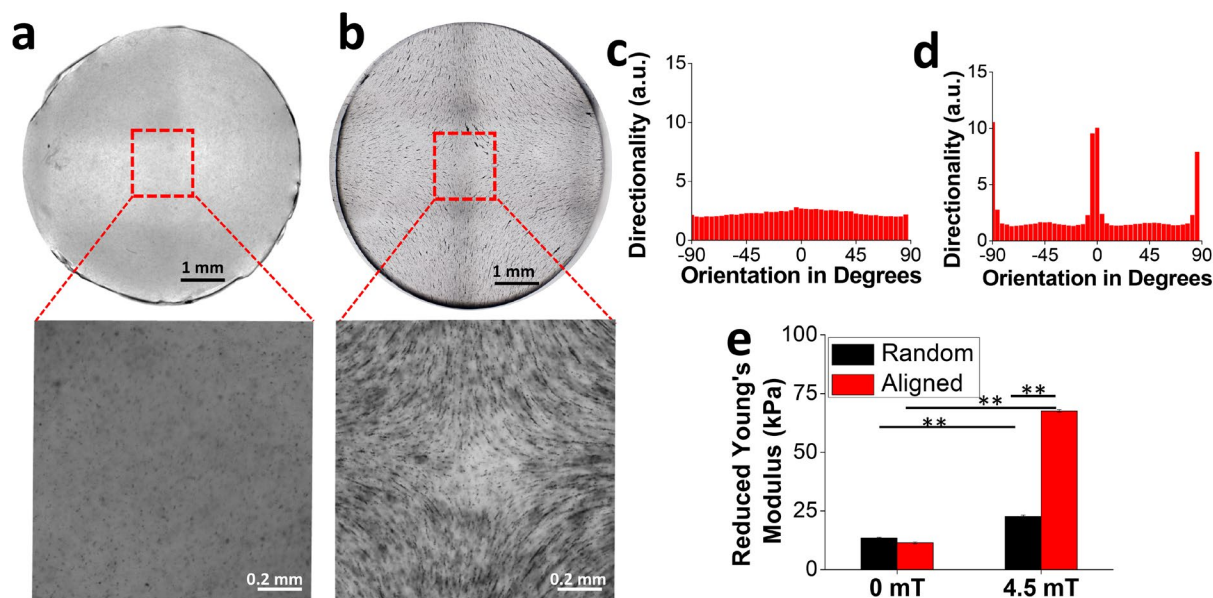 a
1 mm
0.2 mm
b
1 mm
0.2 mm
c
Directionality (a.u.)
15
10
5
0
-90 -45 0 45 90
Orientation in Degrees
d
Directionality (a.u.)
15
10
5
0
-90 -45 0 45 90
Orientation in Degrees
e
Reduced Young's
Modulus (kPa)
100
75
50
25
0
Random
Aligned
**
**
**
0 mT 4.5 mT